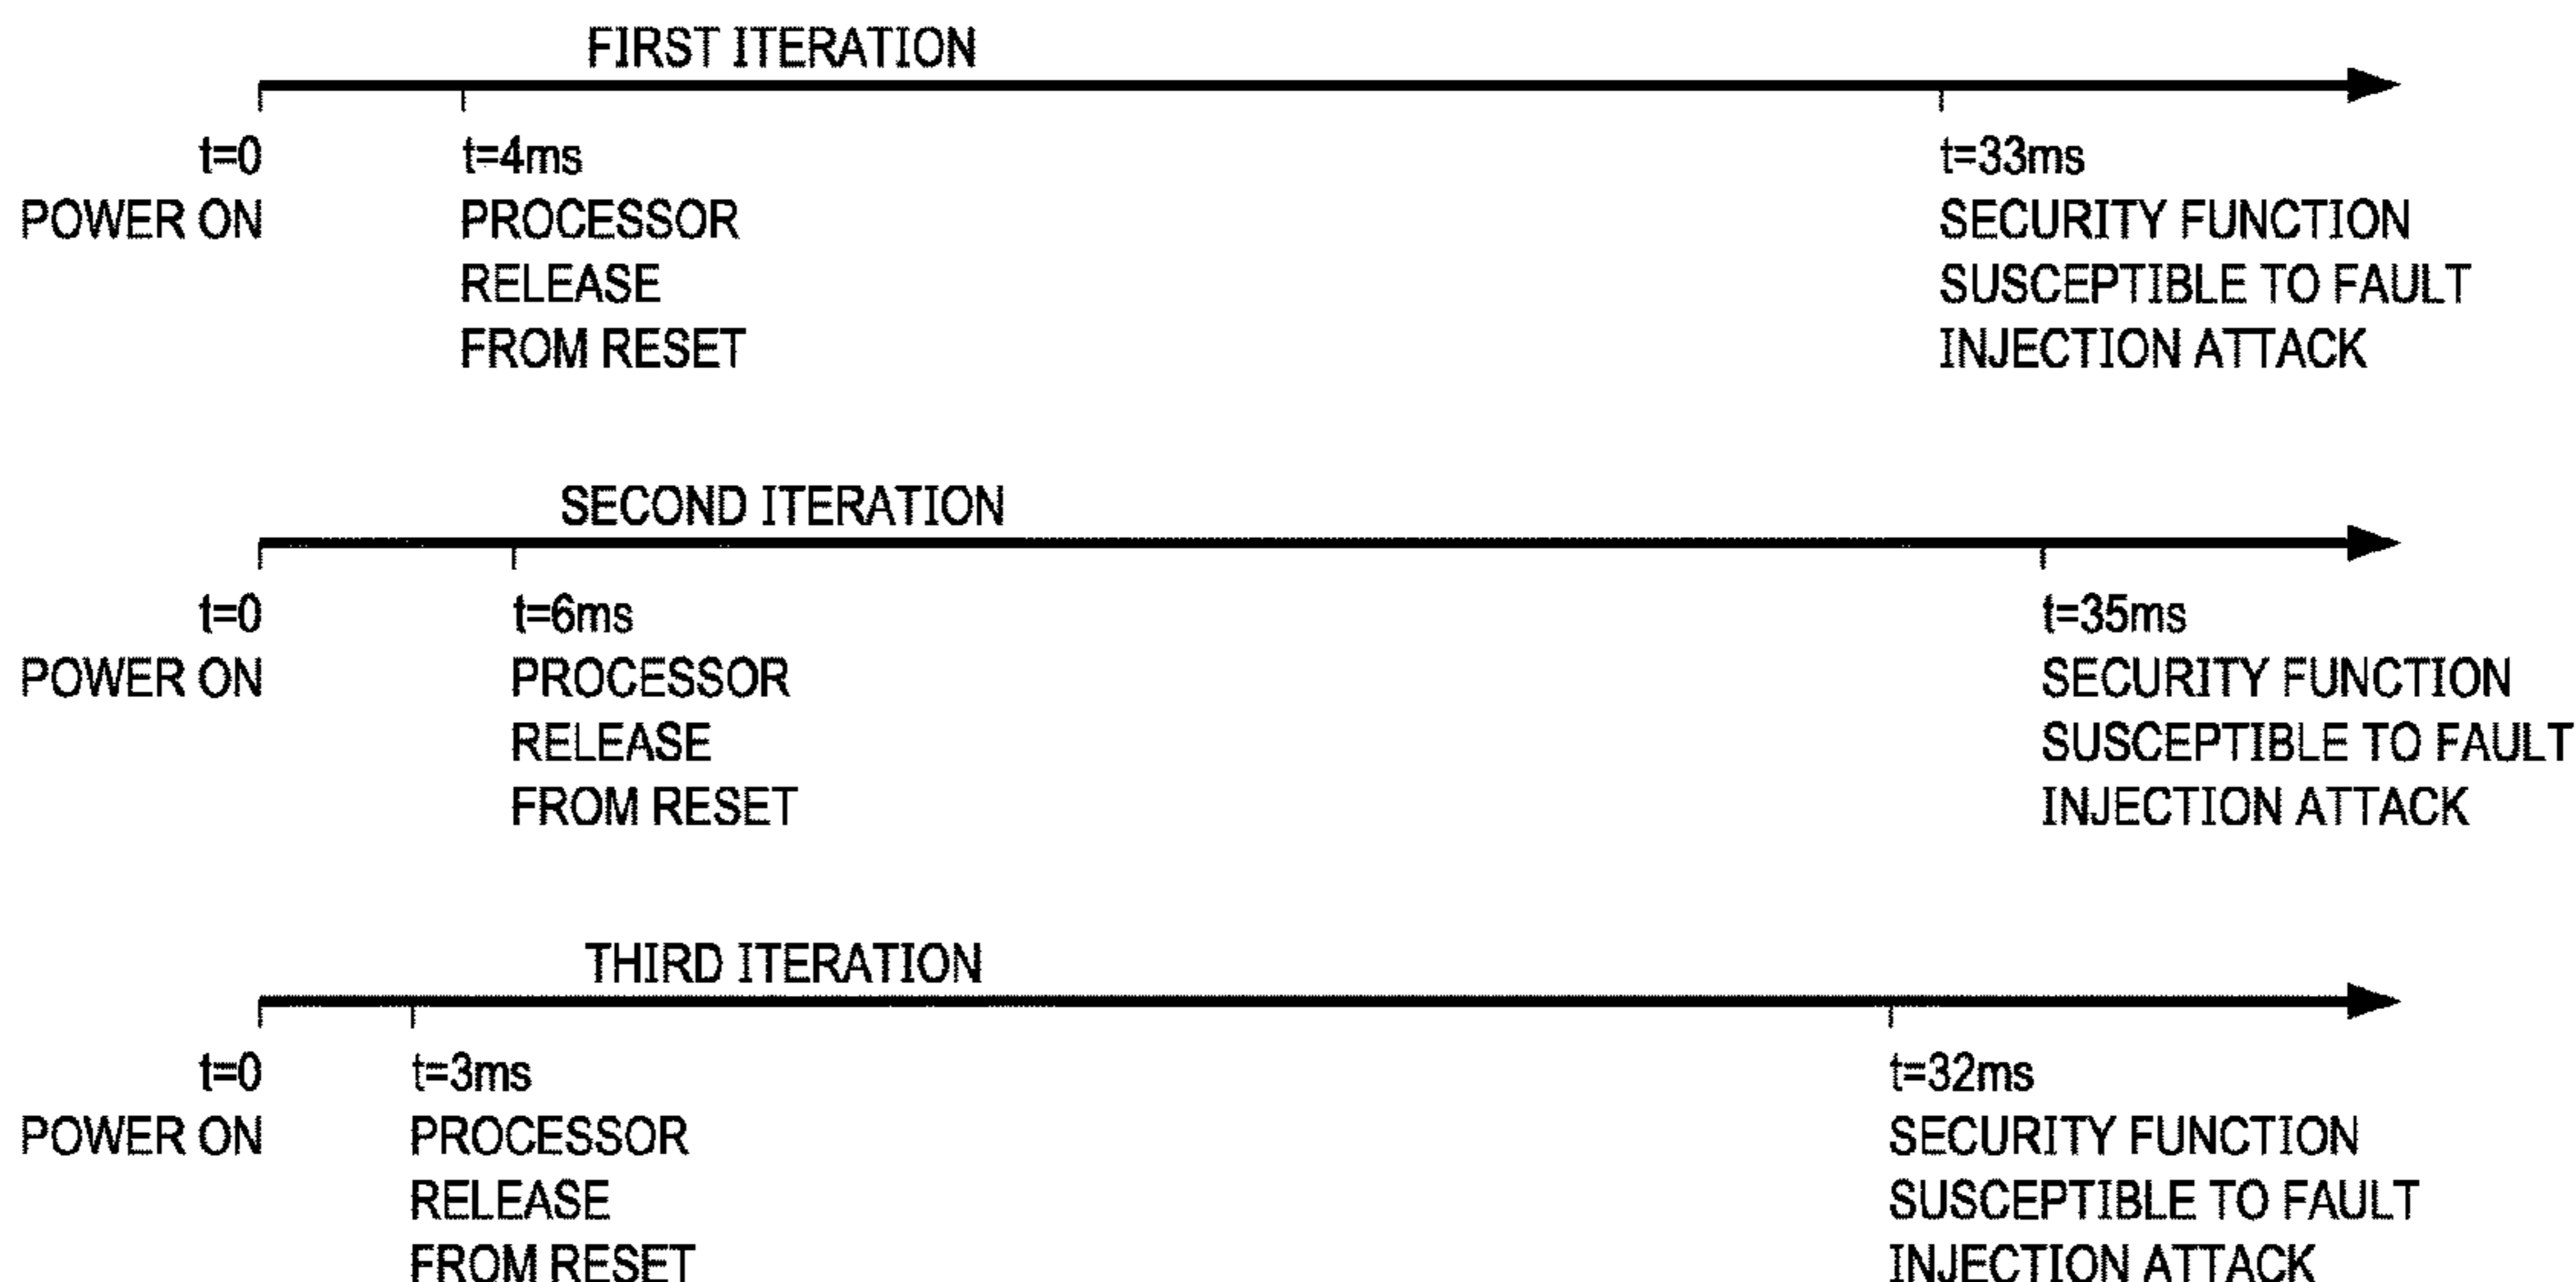 FIRST ITERATION
t=0
POWER ON
t=4ms
PROCESSOR
RELEASE
FROM RESET
t=33ms
SECURITY FUNCTION
SUSCEPTIBLE TO FAULT
INJECTION ATTACK
SECOND ITERATION
t=0
POWER ON
t=6ms
PROCESSOR
RELEASE
FROM RESET
t=35ms
SECURITY FUNCTION
SUSCEPTIBLE TO FAULT
INJECTION ATTACK
THIRD ITERATION
t=0
POWER ON
t=3ms
PROCESSOR
RELEASE
FROM RESET
t=32ms
SECURITY FUNCTION
SUSCEPTIBLE TO FAULT
INJECTION ATTACK